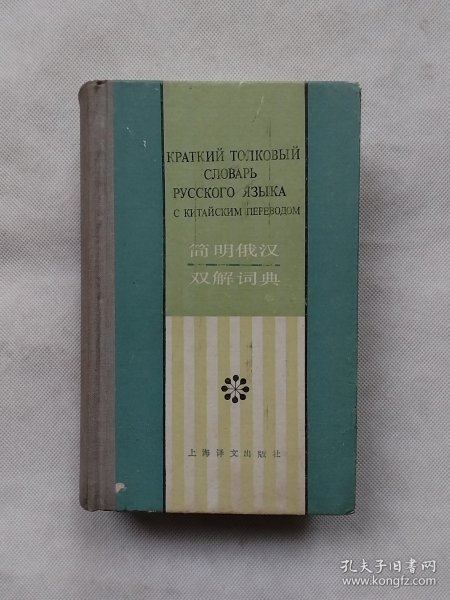 КРАТКИЙ ТОЛКОВЫЙ
СЛОВАРЬ
РУССКОГО ЯЗЫКА
С КИТАЙСКИМ ПЕРЕВОДОМ
简明俄汉
双解词典
上海译文出版社
孔夫子旧书网
www.kongfz.com